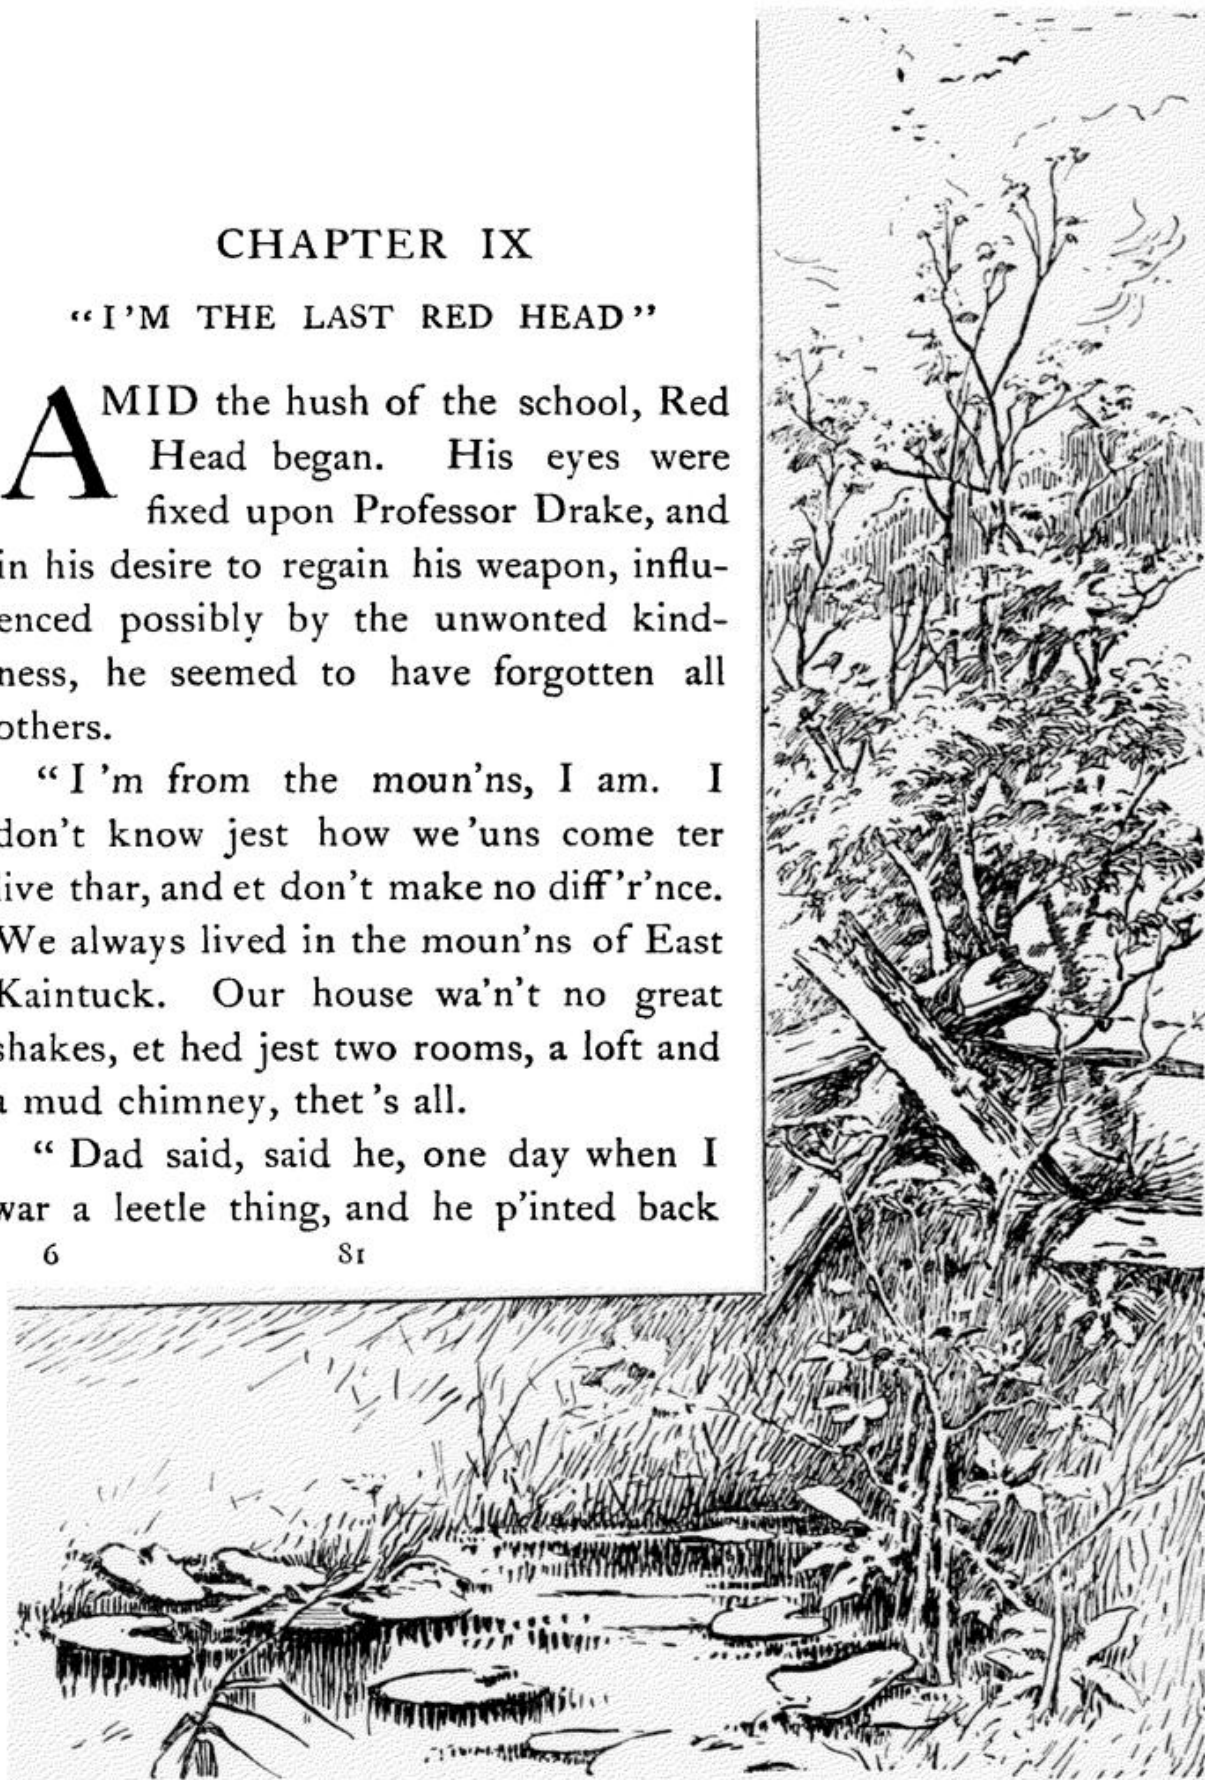 CHAPTER IX
“I’M THE LAST RED HEAD”
AMID the hush of the school, Red
Head began. His eyes were
fixed upon Professor Drake, and
in his desire to regain his weapon, influ-
enced possibly by the unwonted kind-
ness, he seemed to have forgotten all
others.
“I ’m from the moun’ns, I am. I
don’t know jest how we ’uns come ter
live thar, and et don’t make no diff’r’nce.
We always lived in the moun’ns of East
Kaintuck. Our house wa’n’t no great
shakes, et hed jest two rooms, a loft and
a mud chimney, thet ’s all.
“ Dad said, said he, one day when I
war a leetle thing, and he p’inted back
6 81